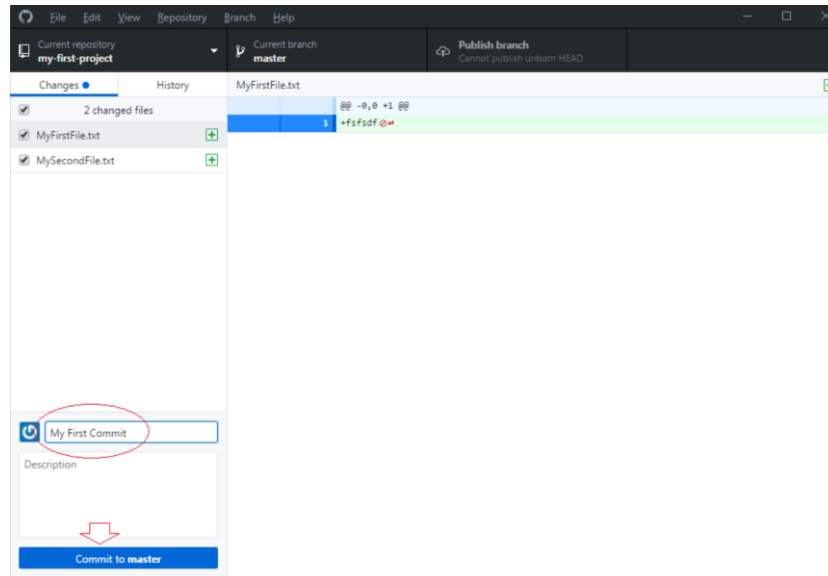 File Edit View Repository Branch Help
Current repository
my-first-project
Current branch
master
Publish branch
Cannot publish unborn HEAD
Changes History
2 changed files
MyFirstFile.txt
MySecondFile.txt
MyFirstFile.txt
@@ -0,0 +1 @@
1 +fsfsdf
My First Commit
Description
Commit to master